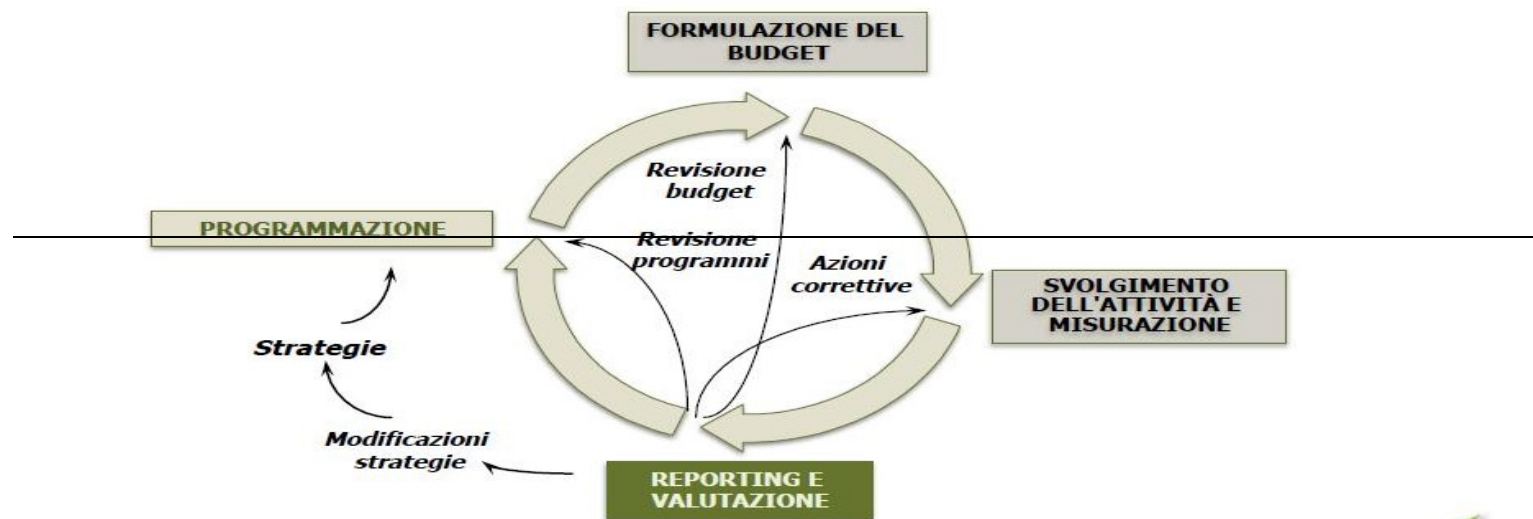 FORMULAZIONE DEL
BUDGET
Revisione
budget
PROGRAMMAZIONE
Revisione
programmi
Azioni
correttive
SVOLGIMENTO
DELL'ATTIVITÀ E
MISURAZIONE
Strategie
Modificazioni
strategie
REPORTING E
VALUTAZIONE